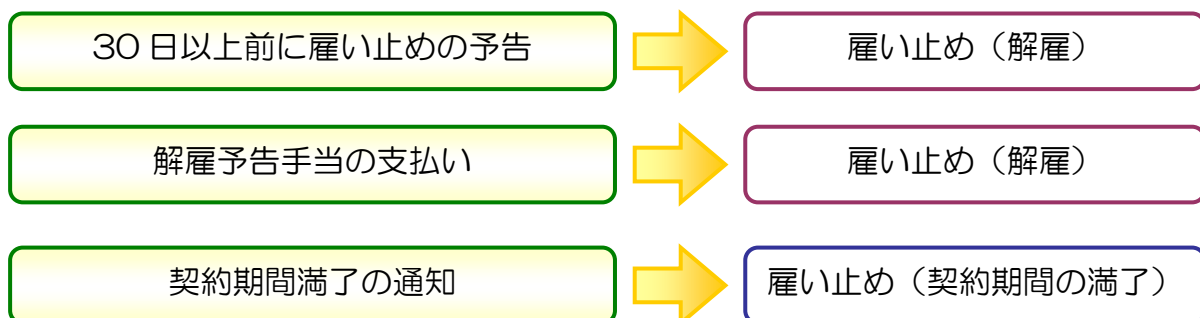 30日以上前に雇い止めの予告
雇い止め（解雇）
解雇予告手当の支払い
雇い止め（解雇）
契約期間満了の通知
雇い止め（契約期間の満了）